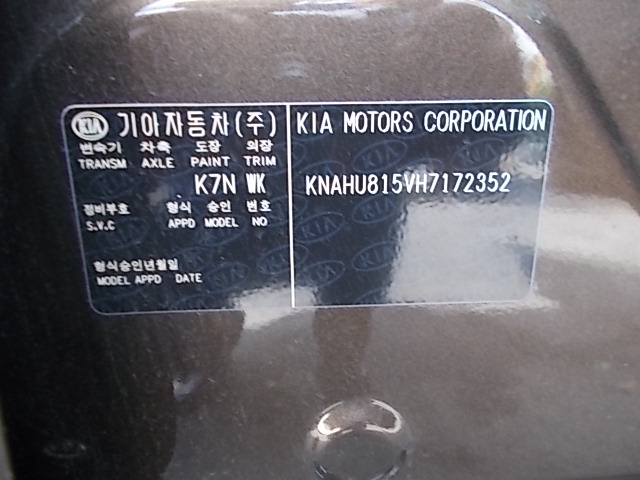 KIA 기아자동차(주)
변속기 차축 도장 의장
TRANSM AXLE PAINT TRIM
K7N WK
정비부호 형식 승인 번호
S.V.C APPD MODEL NO
형식승인년월일
MODEL APPD DATE
KIA MOTORS CORPORATION
KNAHU815VH7172352